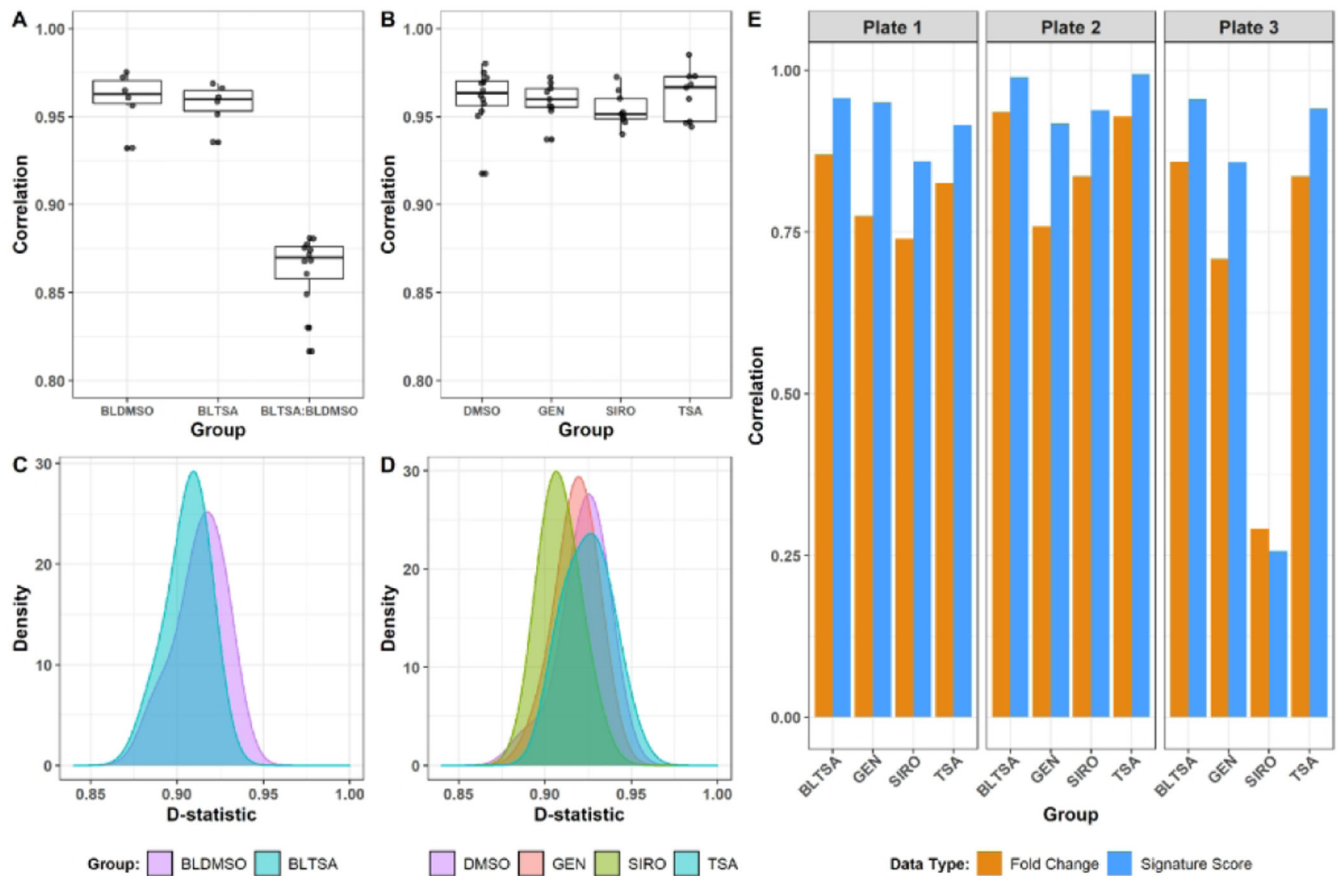 A
1.00
0.95
0.90
0.85
0.80
Correlation
BLDMSO BLTSA BLTSA:BLDMSO
Group
B
1.00
0.95
0.90
0.85
0.80
Correlation
DMSO GEN SIRO TSA
Group
C
30
20
10
0
Density
0.85 0.90 0.95 1.00
D-statistic
Group: BLDMSO BLTSA
D
30
20
10
0
Density
0.85 0.90 0.95 1.00
D-statistic
DMSO GEN SIRO TSA
E
Plate 1 Plate 2 Plate 3
1.00
0.75
0.50
0.25
0.00
Correlation
BLTSA GEN SIRO TSA BLTSA GEN SIRO TSA BLTSA GEN SIRO TSA
Group
Data Type: Fold Change Signature Score